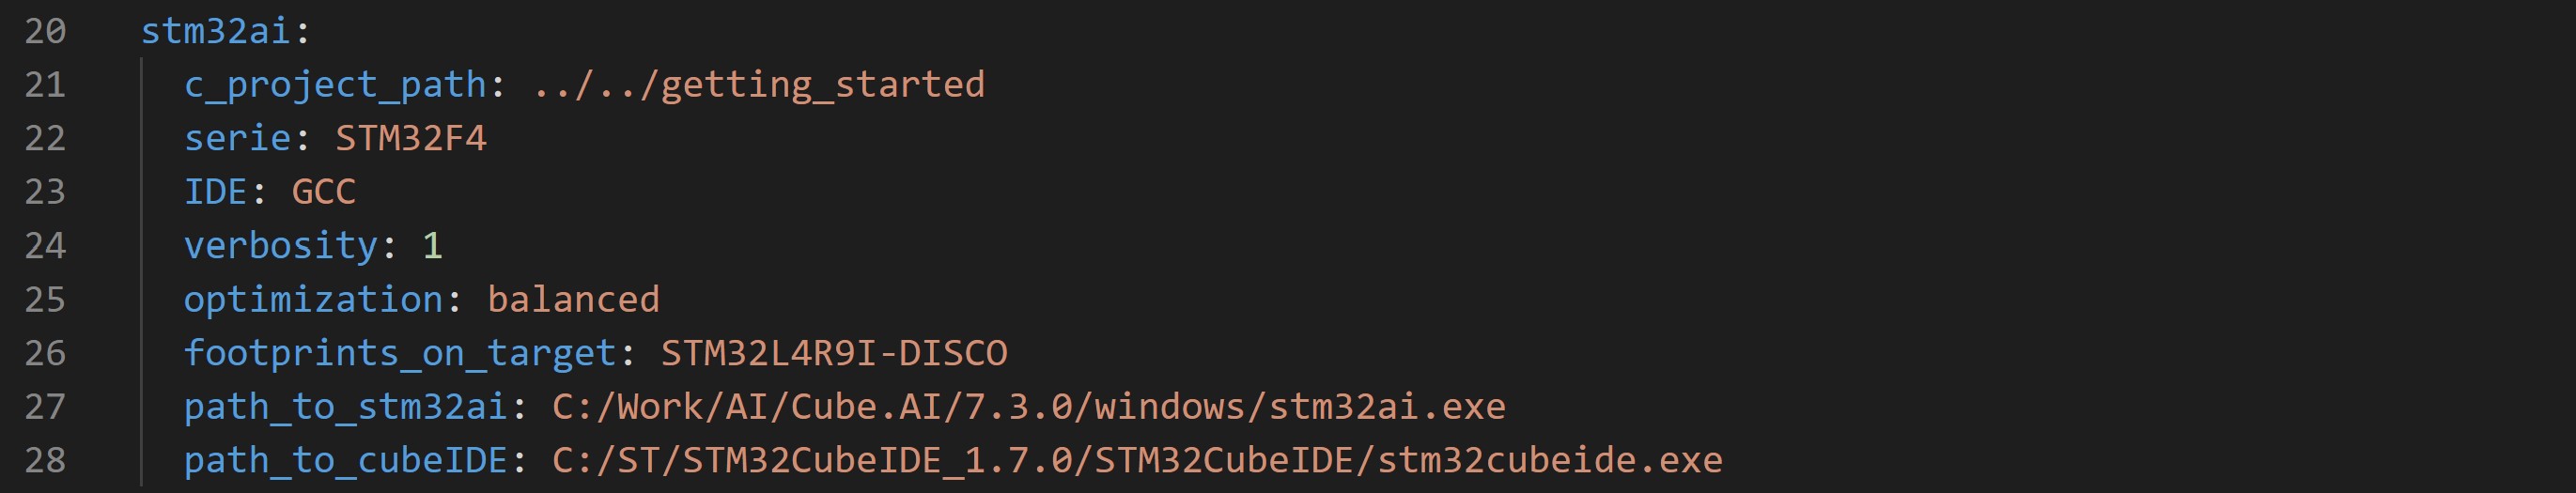 20 stm32ai:
21 c_project_path: ../../getting_started
22 serie: STM32F4
23 IDE: GCC
24 verbosity: 1
25 optimization: balanced
26 footprints_on_target: STM32L4R9I-DISCO
27 path_to_stm32ai: C:/Work/AI/Cube.AI/7.3.0/windows/stm32ai.exe
28 path_to_cubeIDE: C:/ST/STM32CubeIDE_1.7.0/STM32CubeIDE/stm32cubeide.exe